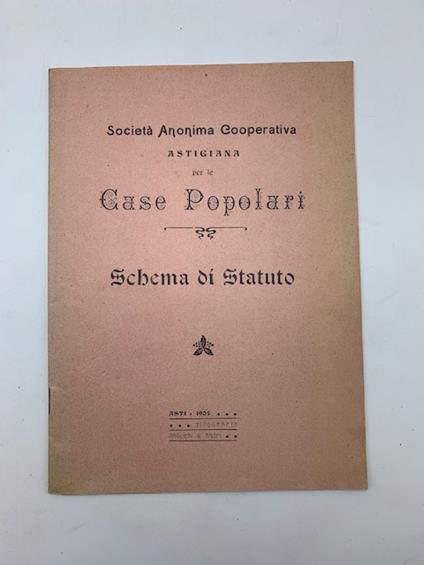 Società Anonima Cooperativa
ASTIGIANA
per le
Case Popolari
Schema di Statuto
ASTI - 1905
TIPOGRAFIA